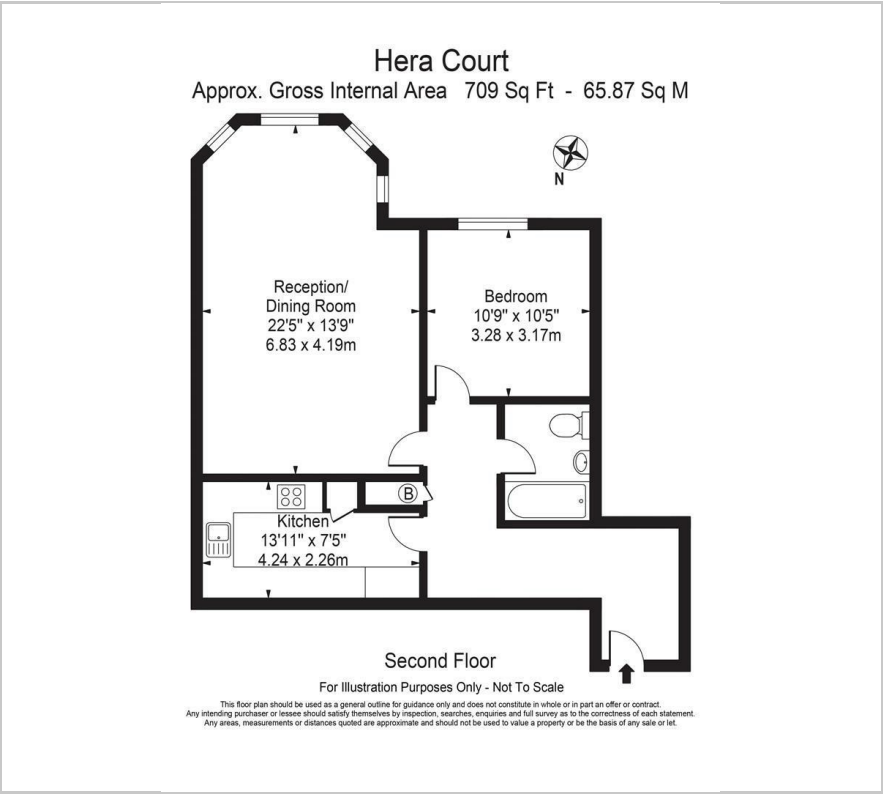 Hera Court
Approx. Gross Internal Area 709 Sq Ft - 65.87 Sq M
N
Reception/
Dining Room
22'5" x 13'9"
6.83 x 4.19m
Bedroom
10'9" x 10'5"
3.28 x 3.17m
B
Kitchen
13'11" x 7'5"
4.24 x 2.26m
Second Floor
For Illustration Purposes Only - Not To Scale
This floor plan should be used as a general outline for guidance only and does not constitute in whole or in part an offer or contract.
Any intending purchaser or lessee should satisfy themselves by inspection, searches, enquiries and full survey as to the correctness of each statement.
Any areas, measurements or distances quoted are approximate and should not be used to value a property or be the basis of any sale or let.